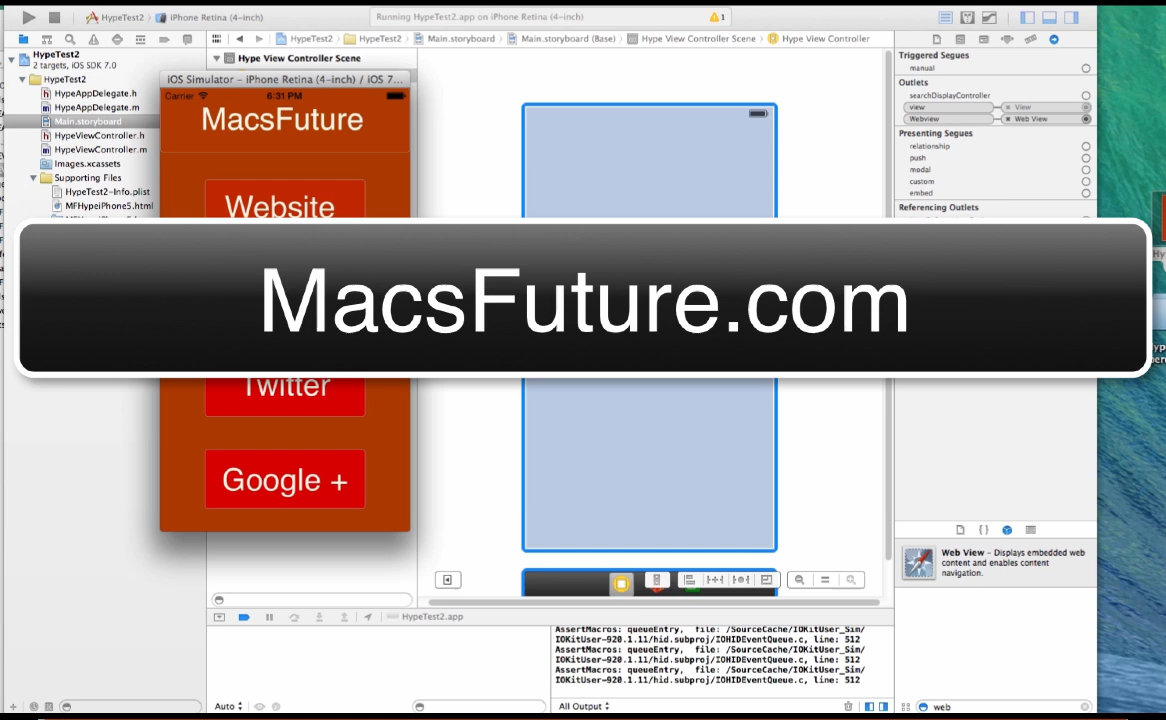 HypeTest2
iPhone Retina (4-inch)
Running HypeTest2.app on iPhone Retina (4-inch)
1
HypeTest2
HypeTest2
Main.storyboard
Main.storyboard (Base)
Hype View Controller Scene
Hype View Controller
HypeTest2
2 targets, iOS SDK 7.0
HypeTest2
HypeAppDelegate.h
HypeAppDelegate.m
Main.storyboard
HypeViewController.h
HypeViewController.m
Images.xcassets
Supporting Files
HypeTest2-Info.plist
MFHypeiPhone5.html
Hype View Controller Scene
iOS Simulator - iPhone Retina (4-inch) / iOS 7...
Carrier
6:31 PM
MacsFuture
Website
MacsFuture.com
Twitter
Google +
Triggered Segues
manual
Outlets
searchDisplayController
view
View
Webview
Web View
Presenting Segues
relationship
push
modal
custom
embed
Referencing Outlets
Web View - Displays embedded web
content and enables content
navigation.
HypeTest2.app
AssertMacros: queueEntry, file: /SourceCache/IOKitUser_Sim/
IOKitUser-920.1.11/hid.subproj/IOHIDEventQueue.c, line: 512
AssertMacros: queueEntry, file: /SourceCache/IOKitUser_Sim/
IOKitUser-920.1.11/hid.subproj/IOHIDEventQueue.c, line: 512
AssertMacros: queueEntry, file: /SourceCache/IOKitUser_Sim/
IOKitUser-920.1.11/hid.subproj/IOHIDEventQueue.c, line: 512
Auto
All Output
web